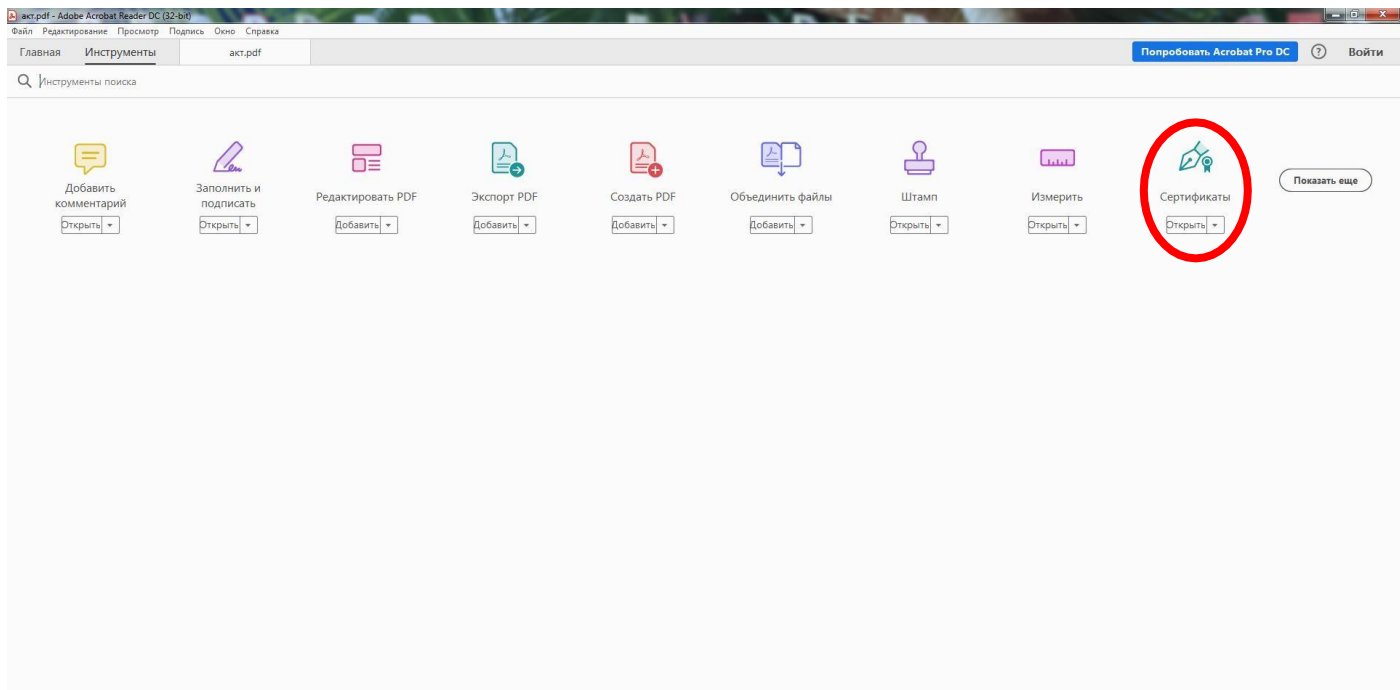 акт.pdf - Adobe Acrobat Reader DC (32-bit)
Файл Редактирование Просмотр Подпись Окно Справка
Главная Инструменты акт.pdf Попробовать Acrobat Pro DC ? Войти
Инструменты поиска
Добавить комментарий
Открыть
Заполнить и подписать
Открыть
Редактировать PDF
Добавить
Экспорт PDF
Добавить
Создать PDF
Добавить
Объединить файлы
Добавить
Штамп
Открыть
Измерить
Открыть
Сертификаты
Открыть
Показать еще